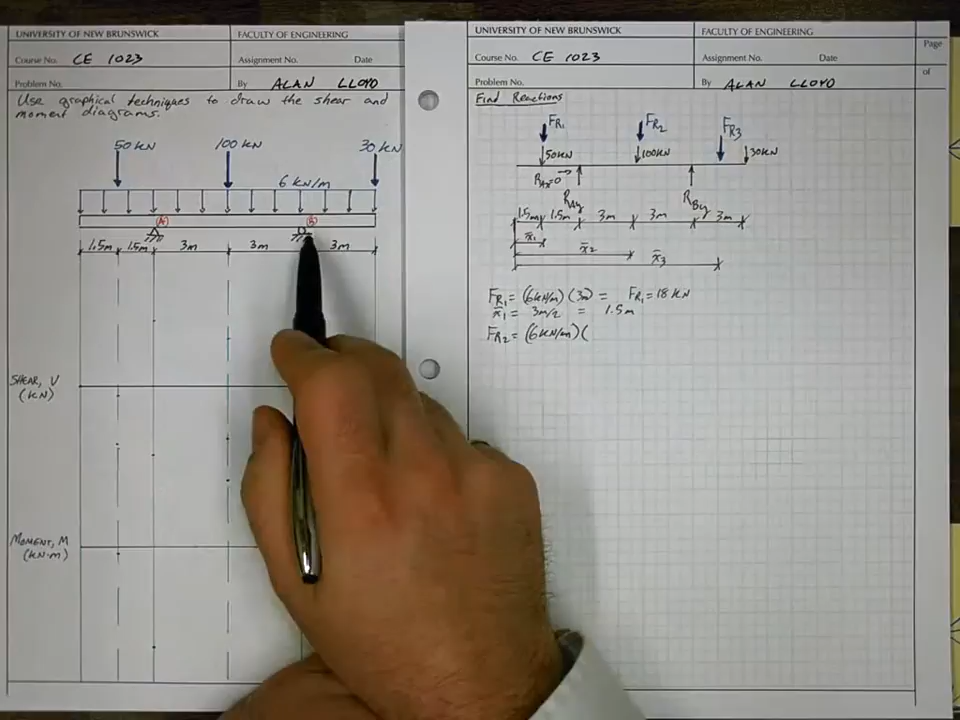 UNIVERSITY OF NEW BRUNSWICK
FACULTY OF ENGINEERING
Course No. CE 1023
Assignment No.
Date
Problem No.
By ALAN LLOYD
Use graphical techniques to draw the shear and
moment diagrams.
50 kN
100 kN
30 kN
6 kN/m
A
B
1.5m
1.5m
3m
3m
3m
SHEAR, V
(KN)
MOMENT, M
(KN·m)
UNIVERSITY OF NEW BRUNSWICK
FACULTY OF ENGINEERING
Page
Course No. CE 1023
Assignment No.
Date
of
Problem No.
By ALAN LLOYD
Find Reactions
FR1
FR2
FR3
50kN
100kN
30kN
RAx=0
RAy
RBy
1.5m
1.5m
3m
3m
3m
x̄1
x̄2
x̄3
FR1 = (6kN/m)(3m) = FR1 = 18 KN
x̄1 = 3m/2 = 1.5m
FR2 = (6KN/m)(